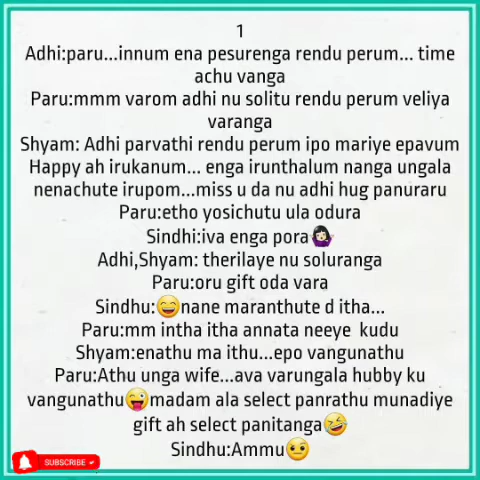 1
Adhi:paru...innum ena pesurenga rendu perum... time
achu vanga
Paru:mmm varom adhi nu solitu rendu perum veliya
varanga
Shyam: Adhi parvathi rendu perum ipo mariye epavum
Happy ah irukanum... enga irunthalum nanga ungala
nenachute irupom...miss u da nu adhi hug panuraru
Paru:etho yosichutu ula odura
Sindhi:iva enga pora🤷🏻‍♀️
Adhi,Shyam: therilaye nu soluranga
Paru:oru gift oda vara
Sindhu:😄nane maranthute d itha...
Paru:mm intha itha annata neeye kudu
Shyam:enathu ma ithu...epo vangunathu
Paru:Athu unga wife...ava varungala hubby ku
vangunathu😜madam ala select panrathu munadiye
gift ah select panitanga🤣
Sindhu:Ammu😐
SUBSCRIBE